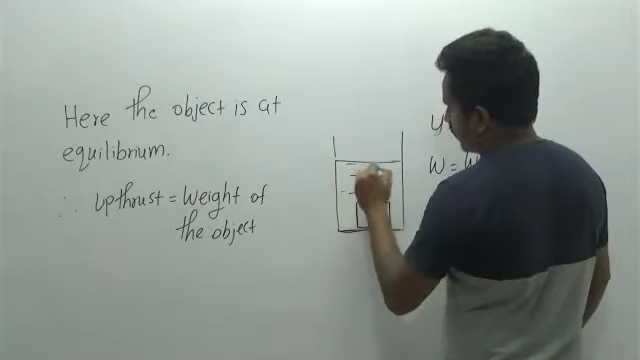 Here the object is at
equilibrium.
∴ Upthrust = Weight of
the object
U
W =